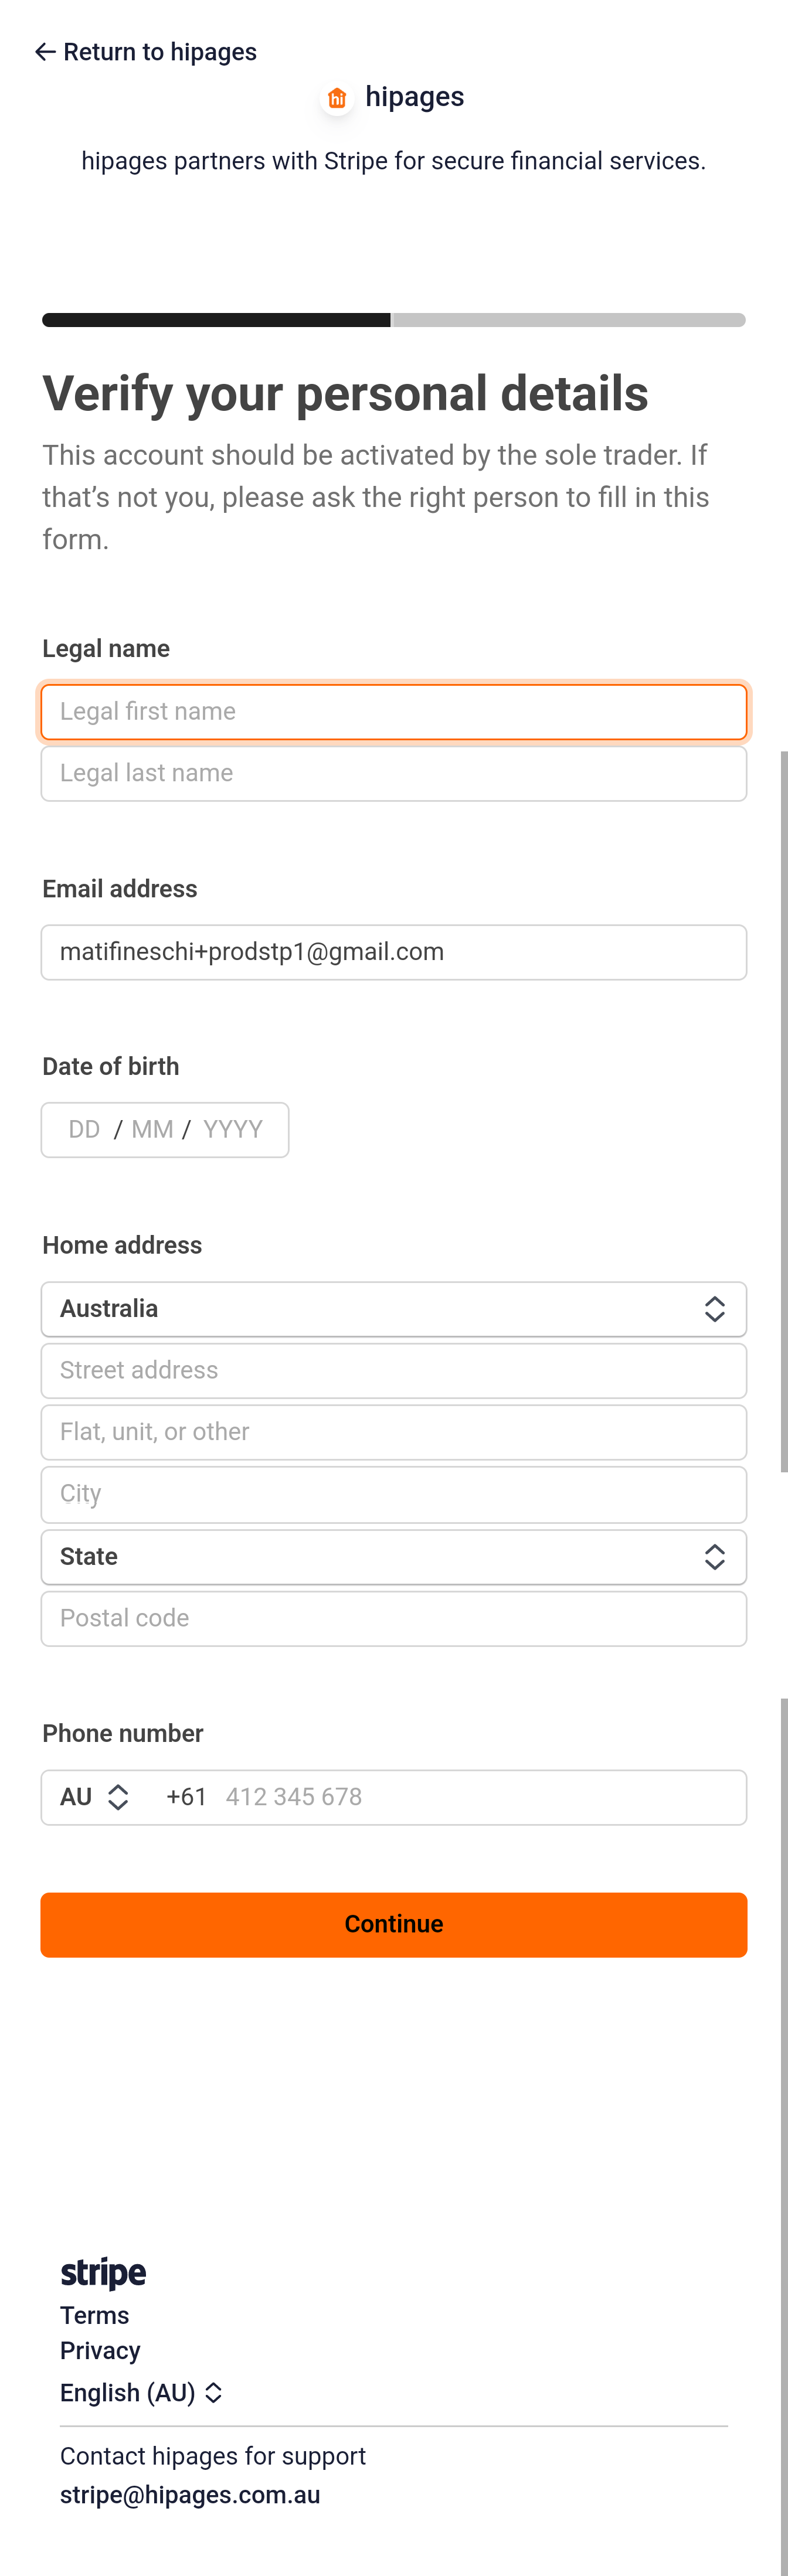 ← Return to hipages
hi hipages
hipages partners with Stripe for secure financial services.
Verify your personal details
This account should be activated by the sole trader. If
that’s not you, please ask the right person to fill in this
form.
Legal name
Legal first name
Legal last name
Email address
matifineschi+prodstp1@gmail.com
Date of birth
DD / MM / YYYY
Home address
Australia
Street address
Flat, unit, or other
City
State
Postal code
Phone number
AU +61 412 345 678
Continue
stripe
Terms
Privacy
English (AU)
Contact hipages for support
stripe@hipages.com.au